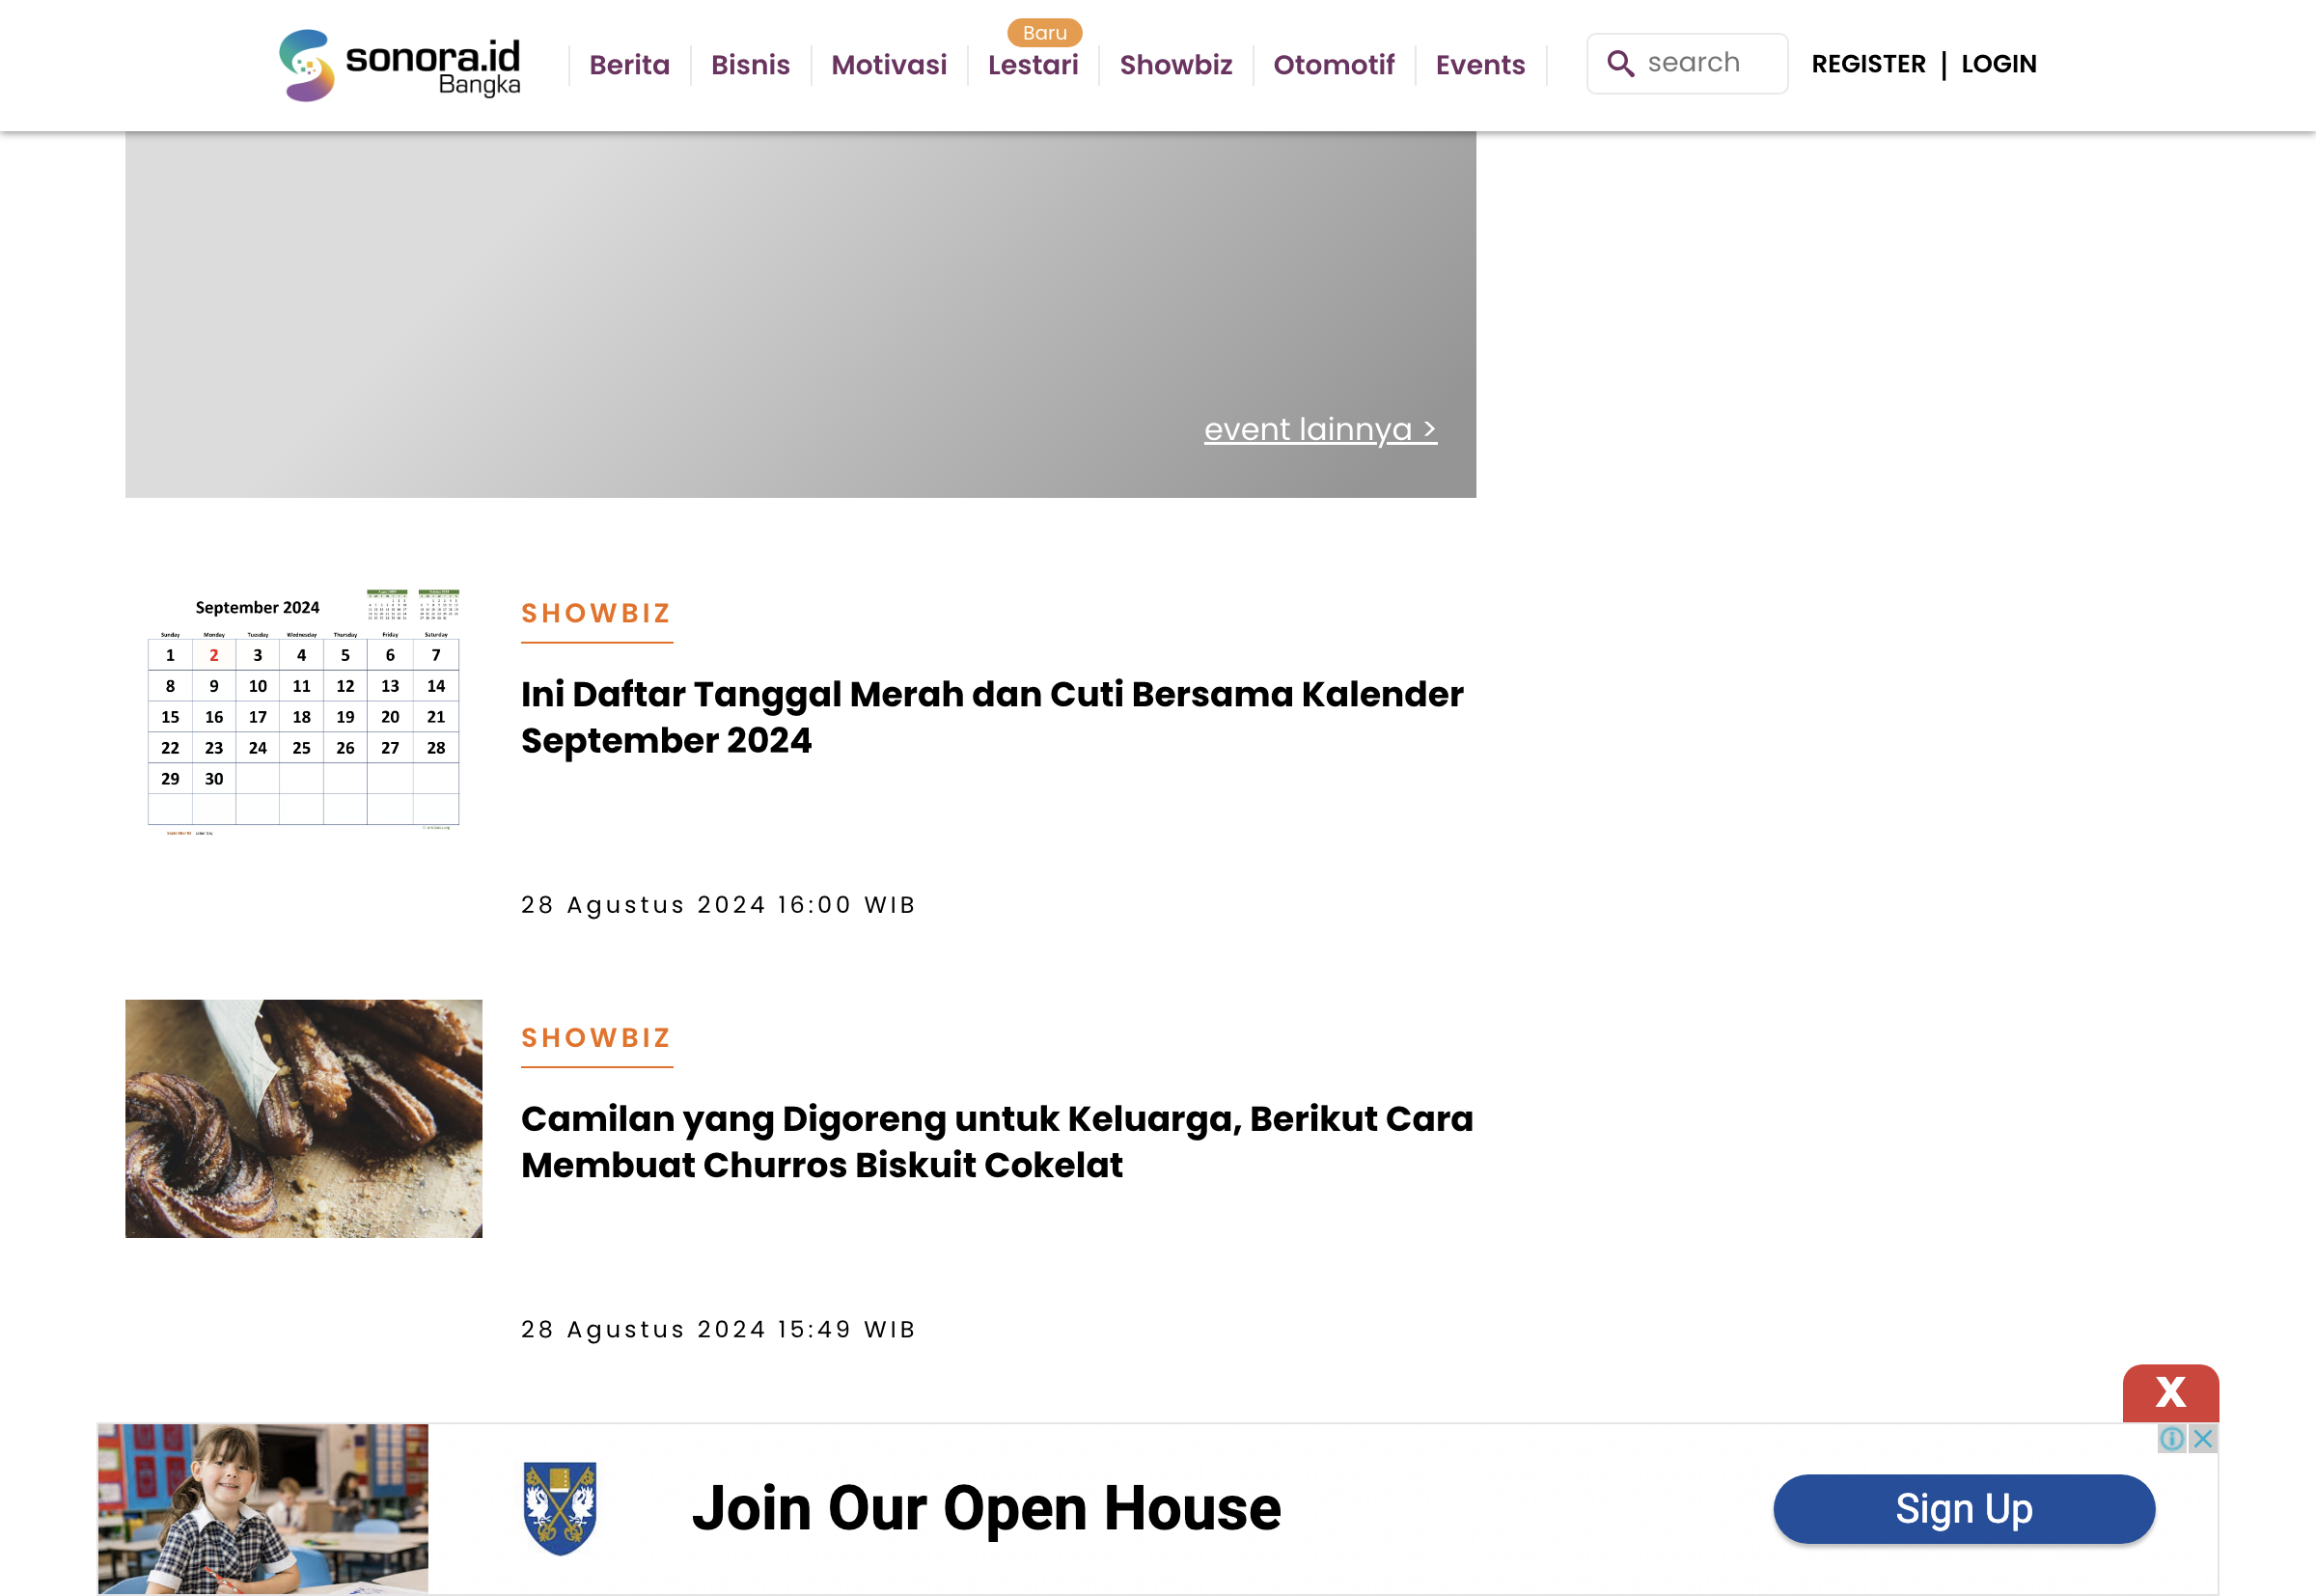 sonora.id
Bangka
Berita
Bisnis
Motivasi
Baru
Lestari
Showbiz
Otomotif
Events
search
REGISTER | LOGIN
event lainnya >
September 2024
Sunday Monday Tuesday Wednesday Thursday Friday Saturday
1 2 3 4 5 6 7
8 9 10 11 12 13 14
15 16 17 18 19 20 21
22 23 24 25 26 27 28
29 30
SHOWBIZ
Ini Daftar Tanggal Merah dan Cuti Bersama Kalender
September 2024
28 Agustus 2024 16:00 WIB
SHOWBIZ
Camilan yang Digoreng untuk Keluarga, Berikut Cara
Membuat Churros Biskuit Cokelat
28 Agustus 2024 15:49 WIB
X
Join Our Open House
Sign Up